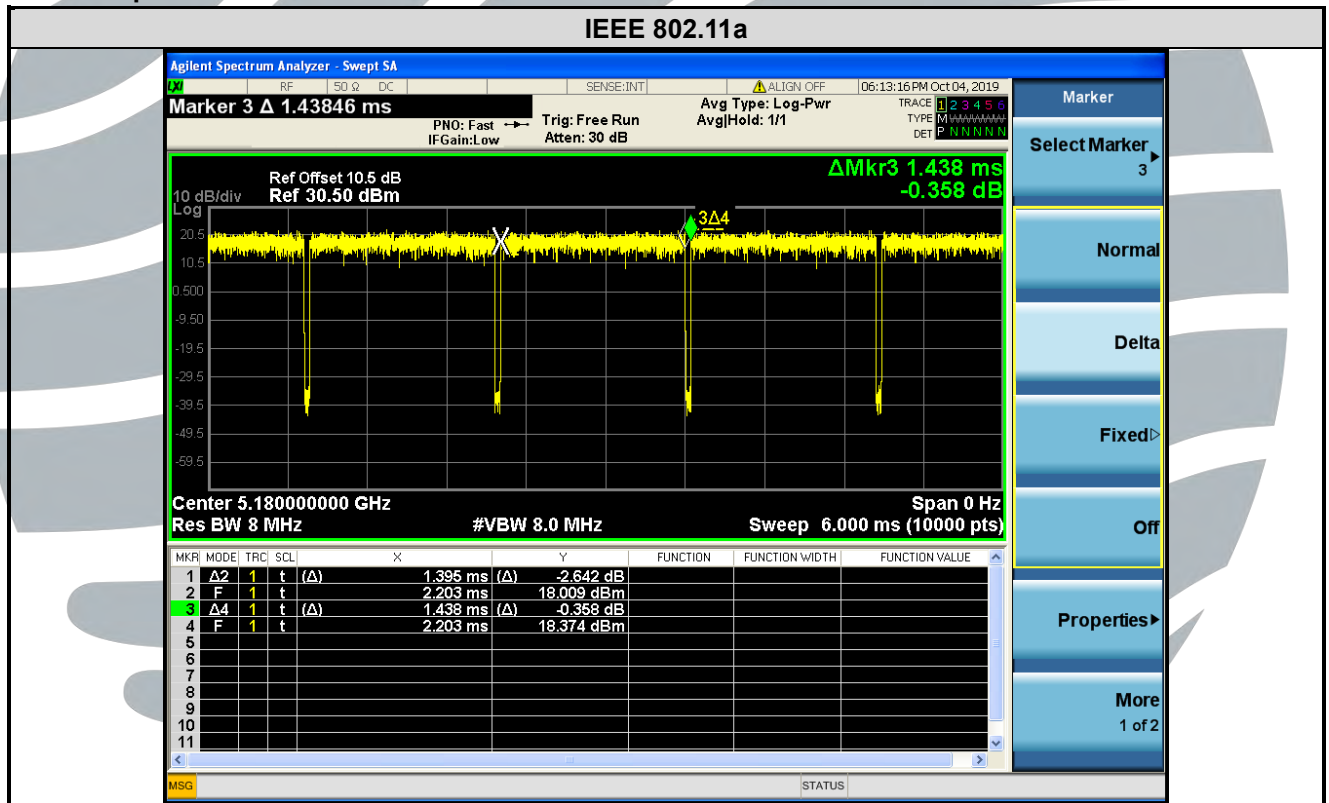 IEEE 802.11a
Agilent Spectrum Analyzer - Swept SA
LXI RF 50 Ω DC SENSE:INT ALIGN OFF 06:13:16 PM Oct 04, 2019
Marker 3 Δ 1.43846 ms
PNO: Fast
IFGain:Low
Trig: Free Run
Atten: 30 dB
Avg Type: Log-Pwr
Avg|Hold: 1/1
TRACE 1 2 3 4 5 6
TYPE M
DET P N N N N N
ΔMkr3 1.438 ms
-0.358 dB
Ref Offset 10.5 dB
10 dB/div Ref 30.50 dBm
Log
3Δ4
20.5
10.5
0.500
-9.50
-19.5
-29.5
-39.5
-49.5
-59.5
Center 5.180000000 GHz Span 0 Hz
Res BW 8 MHz #VBW 8.0 MHz Sweep 6.000 ms (10000 pts)
MKR MODE TRC SCL X Y FUNCTION FUNCTION WIDTH FUNCTION VALUE
1 Δ2 1 t (Δ) 1.395 ms (Δ) -2.642 dB
2 F 1 t 2.203 ms 18.009 dBm
3 Δ4 1 t (Δ) 1.438 ms (Δ) -0.358 dB
4 F 1 t 2.203 ms 18.374 dBm
5
6
7
8
9
10
11
MSG STATUS
Marker
Select Marker
3
Normal
Delta
Fixed
Off
Properties
More
1 of 2